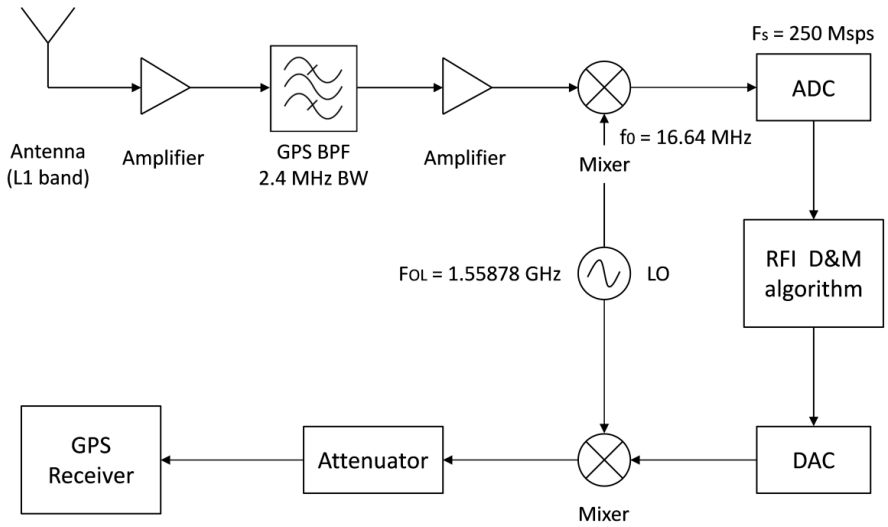 Fs = 250 Msps
ADC
Antenna
(L1 band)
Amplifier
GPS BPF
2.4 MHz BW
Amplifier
Mixer
f0 = 16.64 MHz
RFI D&M
algorithm
FOL = 1.55878 GHz
LO
GPS
Receiver
Attenuator
DAC
Mixer